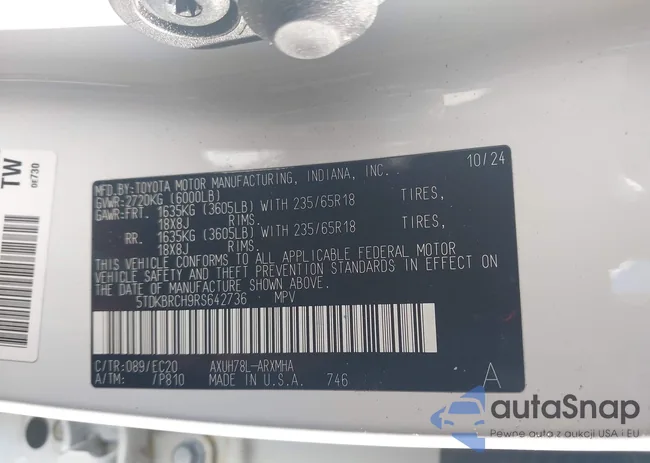 TW
0R730
MFD.BY:TOYOTA MOTOR MANUFACTURING, INDIANA, INC. 10/24
GVWR:2720KG (6000LB)
GAWR:FRT. 1635KG (3605LB) WITH 235/65R18 TIRES,
18X8J RIMS.
RR. 1635KG (3605LB) WITH 235/65R18 TIRES,
18X8J RIMS.
THIS VEHICLE CONFORMS TO ALL APPLICABLE FEDERAL MOTOR
VEHICLE SAFETY AND THEFT PREVENTION STANDARDS IN EFFECT ON
THE DATE OF MANUFACTURE SHOWN ABOVE.
5TDKBRCH9RS642736 MPV
C/TR:089/EC20 AXUH78L-ARXMHA
A/TM: /P810 MADE IN U.S.A. 746 A
autaSnap
Pewne auto z aukcji USA i EU